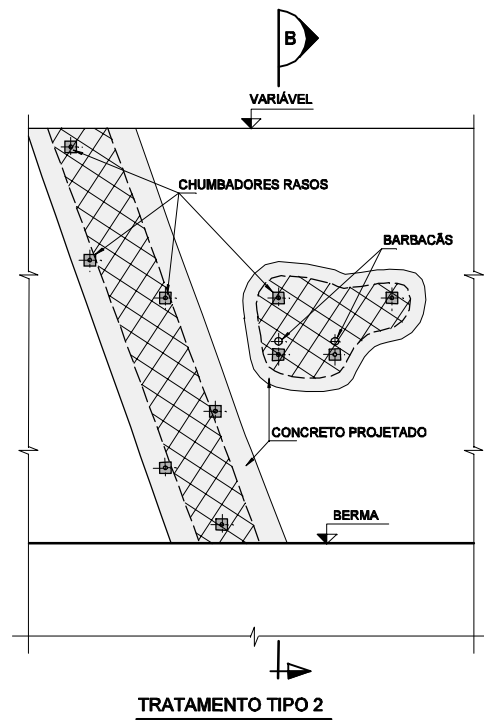 B
VARIÁVEL
CHUMBADORES RASOS
BARBACÃS
CONCRETO PROJETADO
BERMA
TRATAMENTO TIPO 2